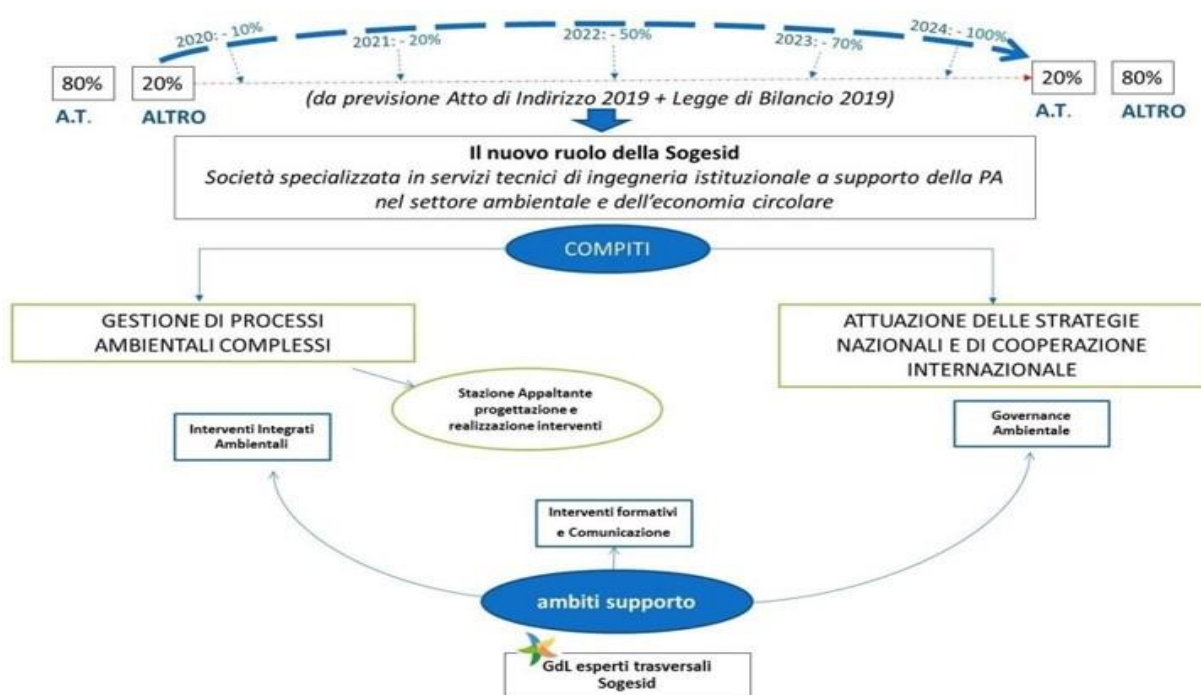 2020: - 10%
2021: - 20%
2022: - 50%
2023: - 70%
2024: - 100%
80%
20%
20%
80%
A.T.
ALTRO
(da previsione Atto di Indirizzo 2019 + Legge di Bilancio 2019)
A.T.
ALTRO
Il nuovo ruolo della Sogesid
Società specializzata in servizi tecnici di ingegneria istituzionale a supporto della PA
nel settore ambientale e dell'economia circolare
COMPITI
GESTIONE DI PROCESSI
AMBIENTALI COMPLESSI
ATTUAZIONE DELLE STRATEGIE
NAZIONALI E DI COOPERAZIONE
INTERNAZIONALE
Stazione Appaltante
progettazione e
realizzazione interventi
Interventi Integrati
Ambientali
Governance
Ambientale
Interventi formativi
e Comunicazione
ambiti supporto
GdL esperti trasversali
Sogesid